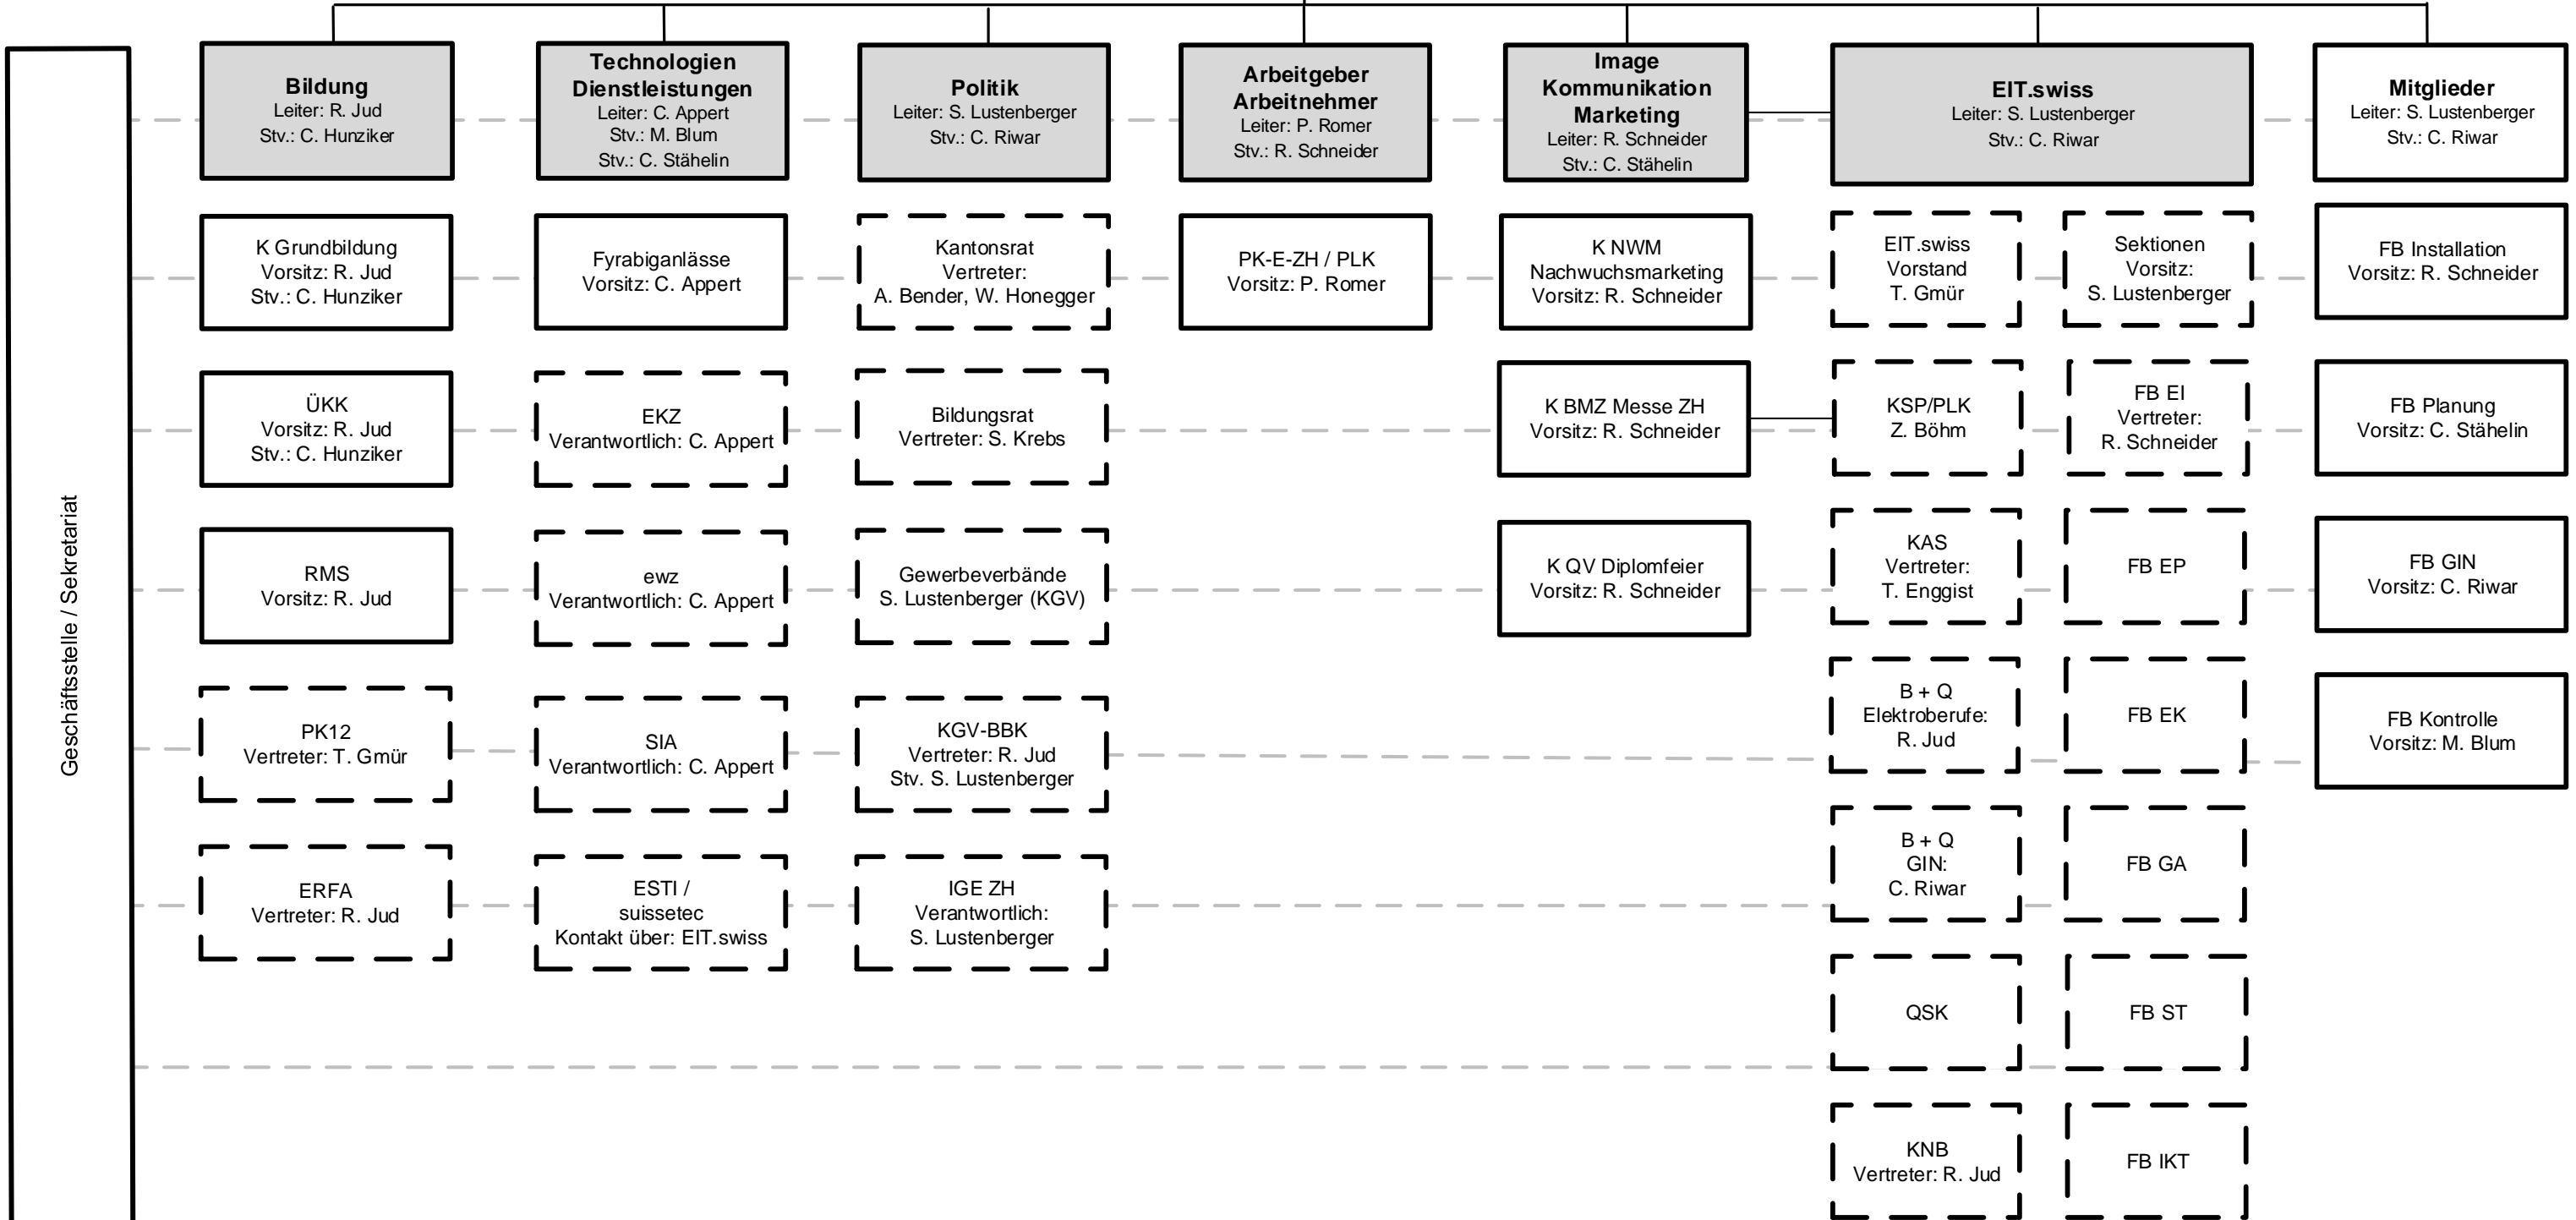 Geschäftsstelle / Sekretariat
Bildung
Leiter: R. Jud
Stv.: C. Hunziker
K Grundbildung
Vorsitz: R. Jud
Stv.: C. Hunziker
ÜKK
Vorsitz: R. Jud
Stv.: C. Hunziker
RMS
Vorsitz: R. Jud
PK12
Vertreter: T. Gmür
ERFA
Vertreter: R. Jud
Technologien
Dienstleistungen
Leiter: C. Appert
Stv.: M. Blum
Stv.: C. Stähelin
Fyrabiganlässe
Vorsitz: C. Appert
EKZ
Verantwortlich: C. Appert
ewz
Verantwortlich: C. Appert
SIA
Verantwortlich: C. Appert
ESTI /
suissetec
Kontakt über: EIT.swiss
Politik
Leiter: S. Lustenberger
Stv.: C. Riwar
Kantonsrat
Vertreter:
A. Bender, W. Honegger
Bildungsrat
Vertreter: S. Krebs
Gewerbeverbände
S. Lustenberger (KGV)
KGV-BBK
Vertreter: R. Jud
Stv. S. Lustenberger
IGE ZH
Verantwortlich:
S. Lustenberger
Arbeitgeber
Arbeitnehmer
Leiter: P. Romer
Stv.: R. Schneider
PK-E-ZH / PLK
Vorsitz: P. Romer
Image
Kommunikation
Marketing
Leiter: R. Schneider
Stv.: C. Stähelin
K NWM
Nachwuchsmarketing
Vorsitz: R. Schneider
K BMZ Messe ZH
Vorsitz: R. Schneider
K QV Diplomfeier
Vorsitz: R. Schneider
EIT.swiss
Leiter: S. Lustenberger
Stv.: C. Riwar
EIT.swiss
Vorstand
T. Gmür
KSP/PLK
Z. Böhm
KAS
Vertreter:
T. Enggist
B + Q
Elektroberufe:
R. Jud
B + Q
GIN:
C. Riwar
QSK
KNB
Vertreter: R. Jud
Sektionen
Vorsitz:
S. Lustenberger
FB EI
Vertreter:
R. Schneider
FB EP
FB EK
FB GA
FB ST
FB IKT
Mitglieder
Leiter: S. Lustenberger
Stv.: C. Riwar
FB Installation
Vorsitz: R. Schneider
FB Planung
Vorsitz: C. Stähelin
FB GIN
Vorsitz: C. Riwar
FB Kontrolle
Vorsitz: M. Blum